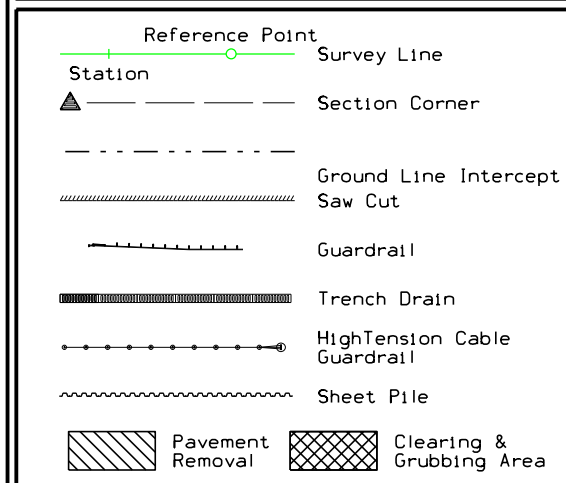 Reference Point
Survey Line
Station
Section Corner
Ground Line Intercept
Saw Cut
Guardrail
Trench Drain
HighTension Cable
Guardrail
Sheet Pile
Pavement
Removal
Clearing &
Grubbing Area